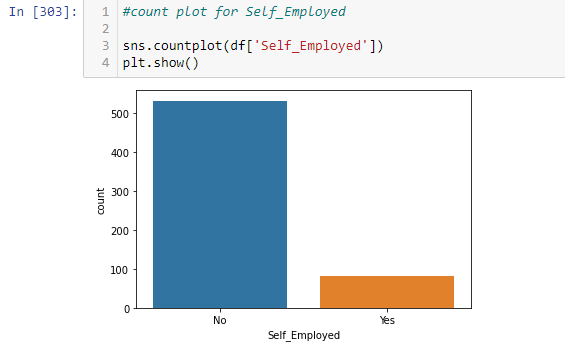 In [303]:
1 #count plot for Self_Employed
2
3 sns.countplot(df['Self_Employed'])
4 plt.show()
500
400
300
200
100
0
count
No Yes
Self_Employed